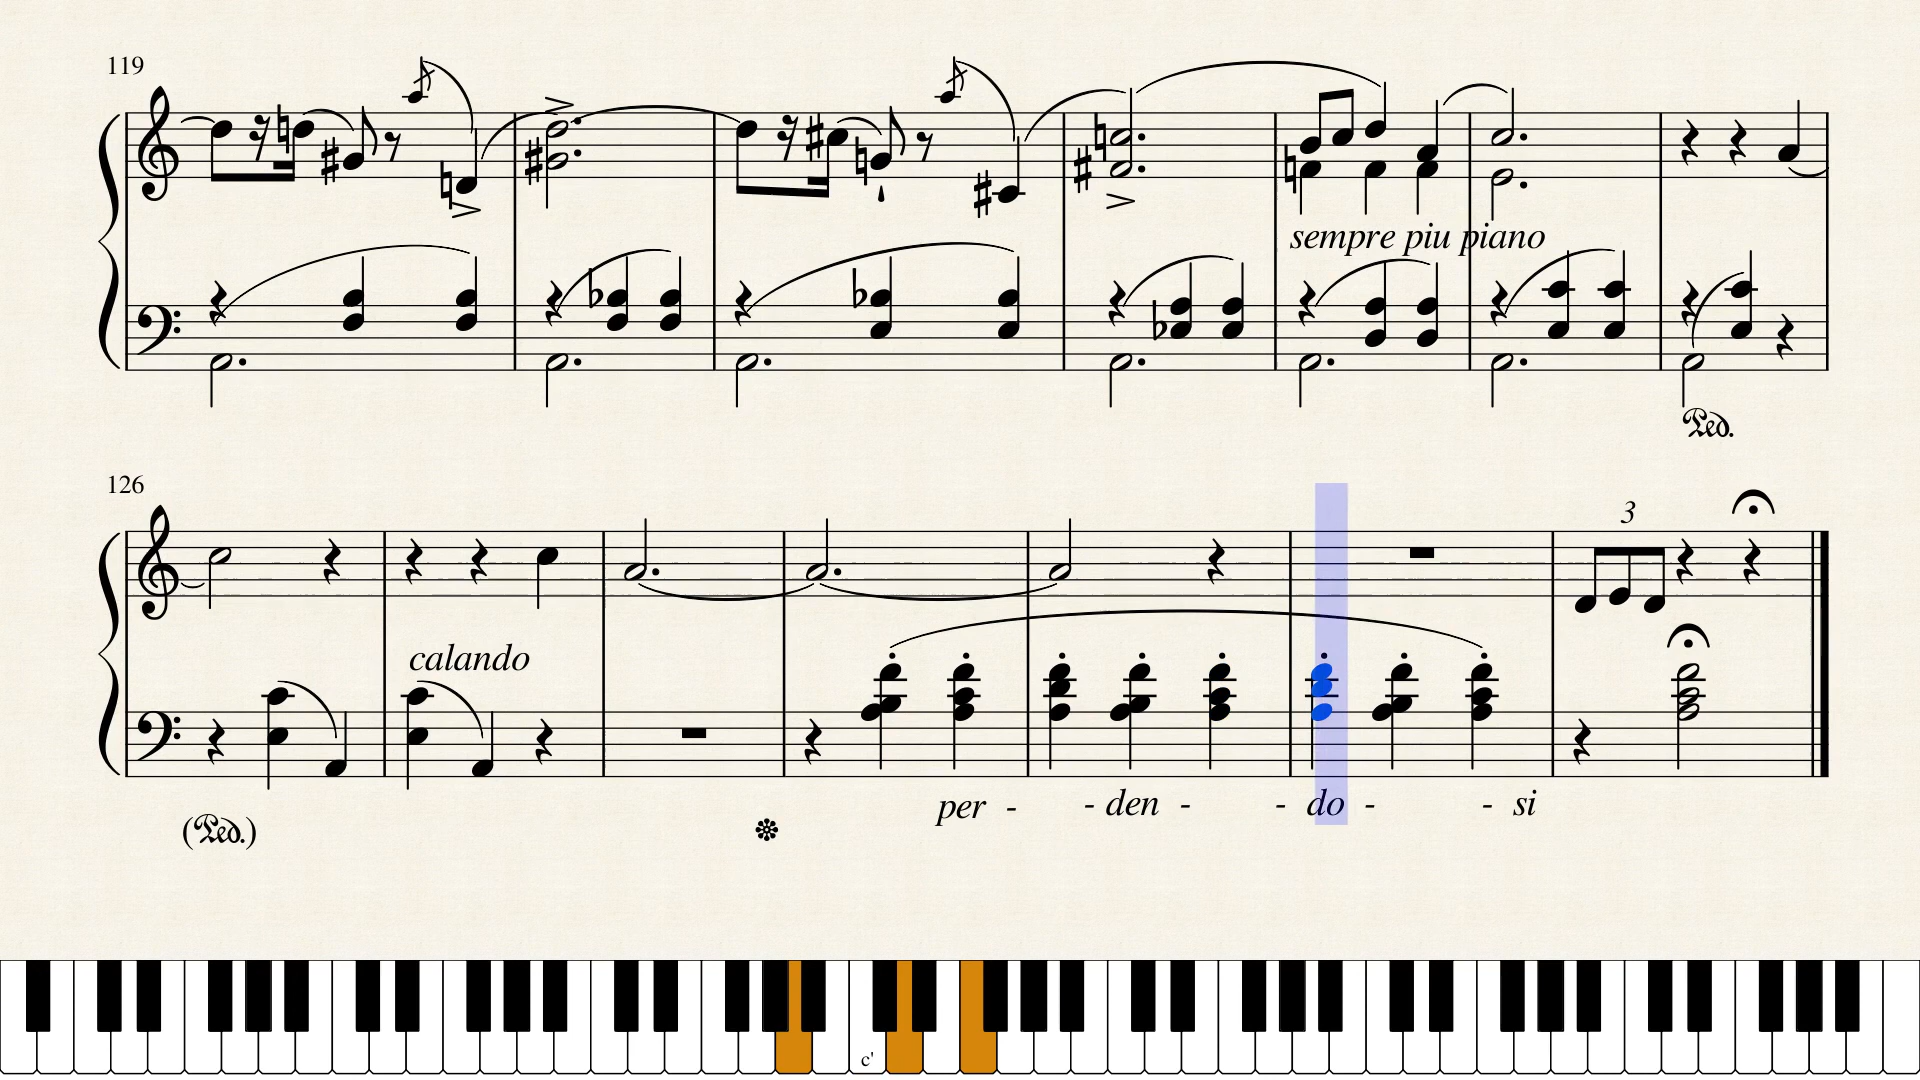 119
sempre piu piano
Ped.
126
3
calando
per - - den - - do - - si
(Ped.)
c'